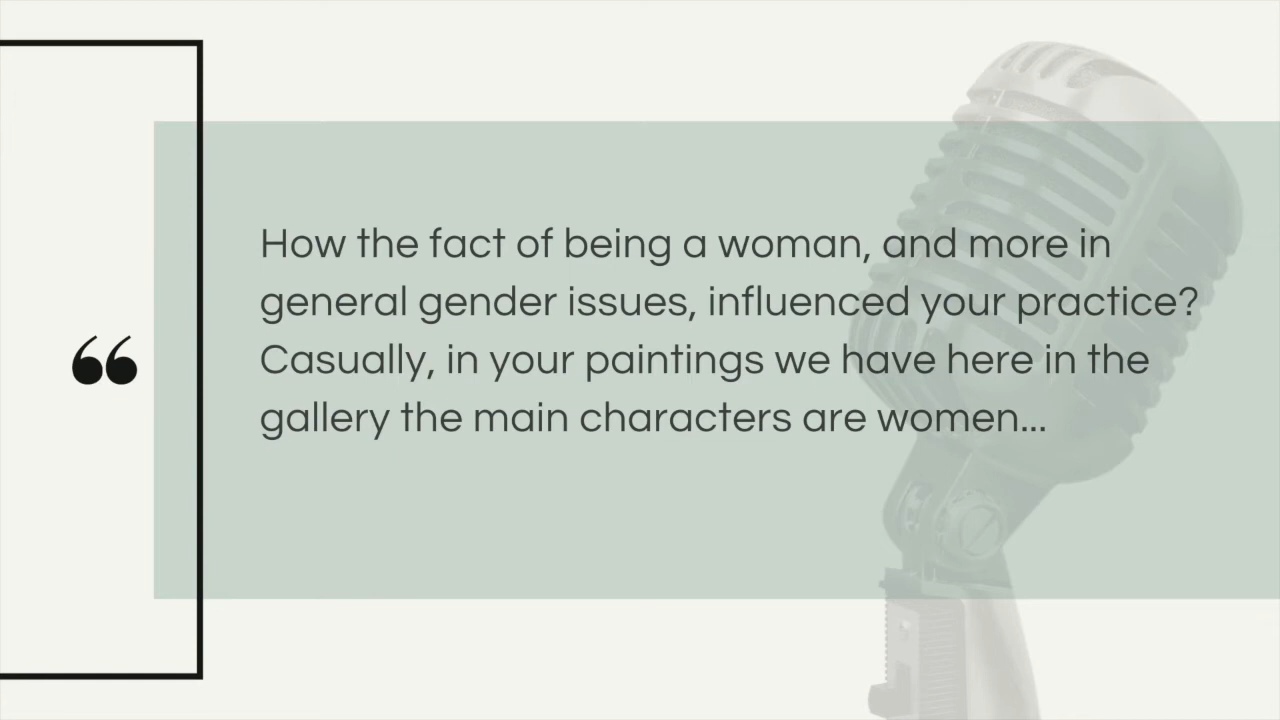 “
How the fact of being a woman, and more in
general gender issues, influenced your practice?
Casually, in your paintings we have here in the
gallery the main characters are women...